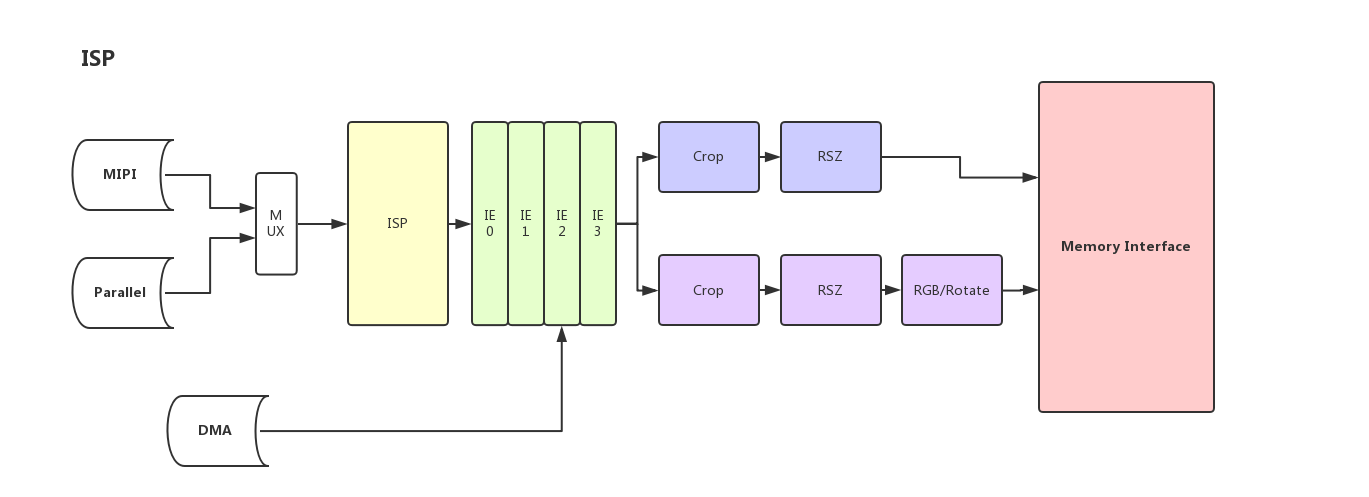 ISP
MIPI
Parallel
M
UX
ISP
IE
0
IE
1
IE
2
IE
3
Crop
RSZ
Crop
RSZ
RGB/Rotate
Memory Interface
DMA